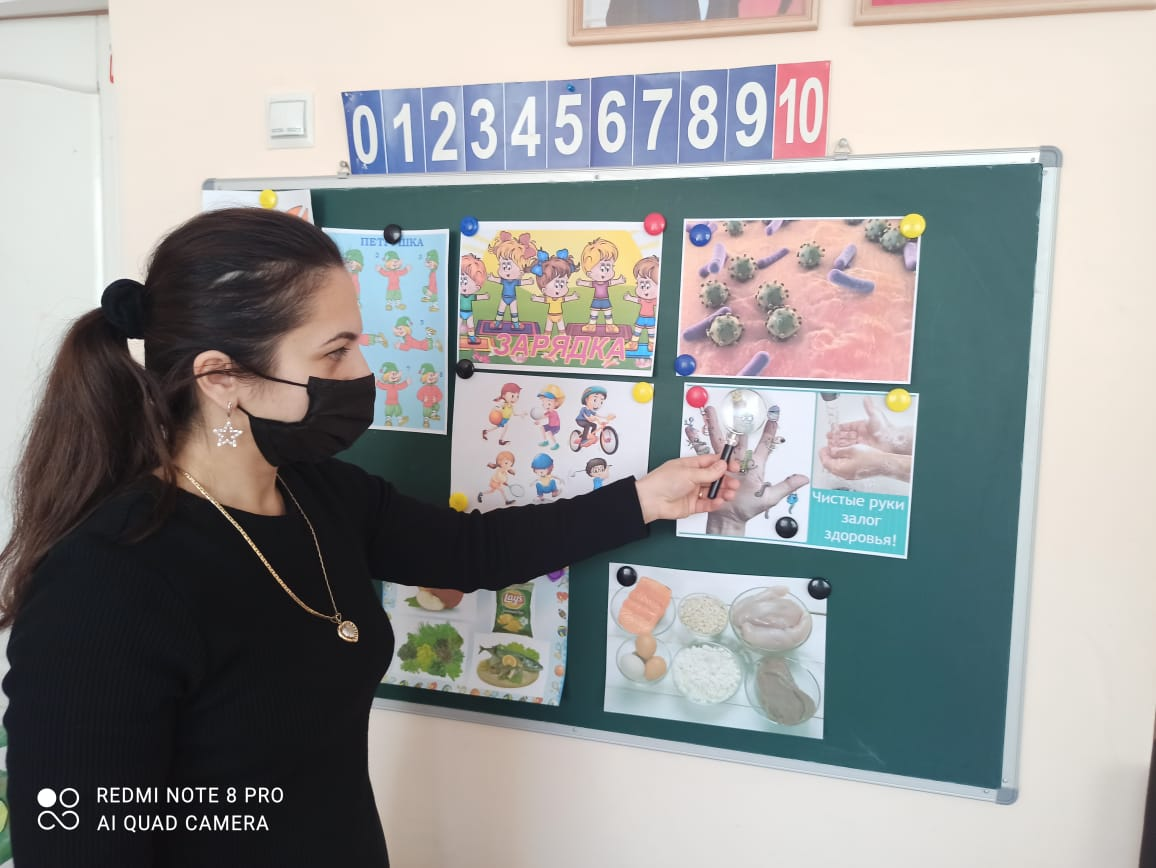 0 1 2 3 4 5 6 7 8 9 10
ПЕТРУШКА
ЗАРЯДКА
Чистые руки
залог
здоровья!
Lay's
REDMI NOTE 8 PRO
AI QUAD CAMERA